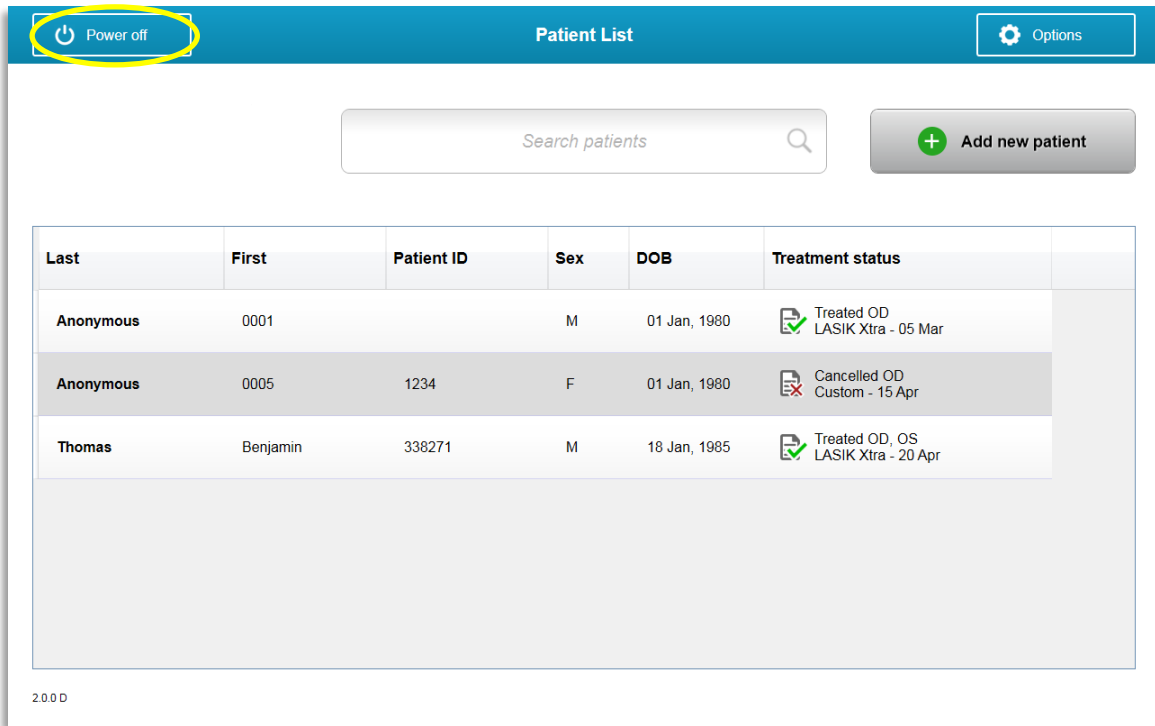 Power off
Patient List
Options
Search patients
Add new patient
Last First Patient ID Sex DOB Treatment status
Anonymous 0001 M 01 Jan, 1980 Treated OD
LASIK Xtra - 05 Mar
Anonymous 0005 1234 F 01 Jan, 1980 Cancelled OD
Custom - 15 Apr
Thomas Benjamin 338271 M 18 Jan, 1985 Treated OD, OS
LASIK Xtra - 20 Apr
2.0.0 D